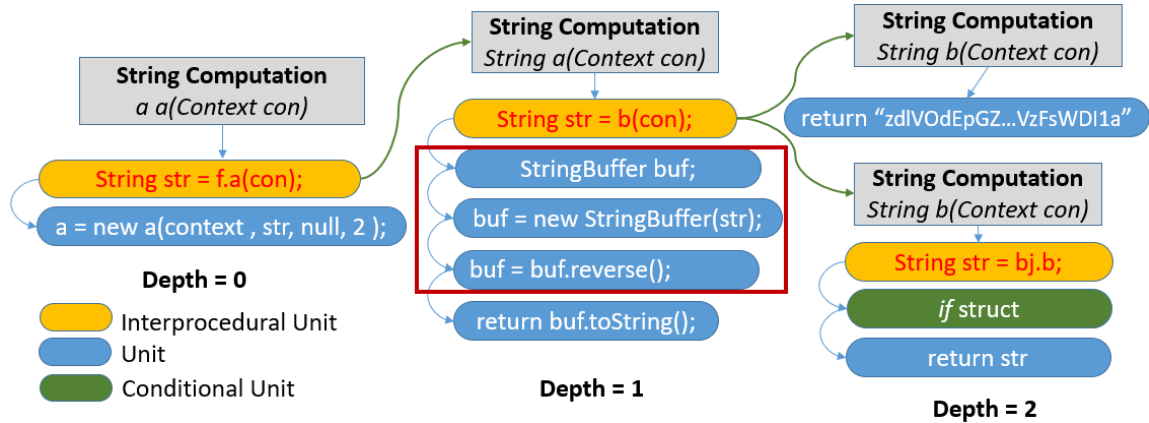 String Computation
a a(Context con)
String str = f.a(con);
a = new a(context , str, null, 2 );
Depth = 0
Interprocedural Unit
Unit
Conditional Unit
String Computation
String a(Context con)
String str = b(con);
StringBuffer buf;
buf = new StringBuffer(str);
buf = buf.reverse();
return buf.toString();
Depth = 1
String Computation
String b(Context con)
return “zdlVOdEpGZ...VzFsWDl1a”
String Computation
String b(Context con)
String str = bj.b;
if struct
return str
Depth = 2